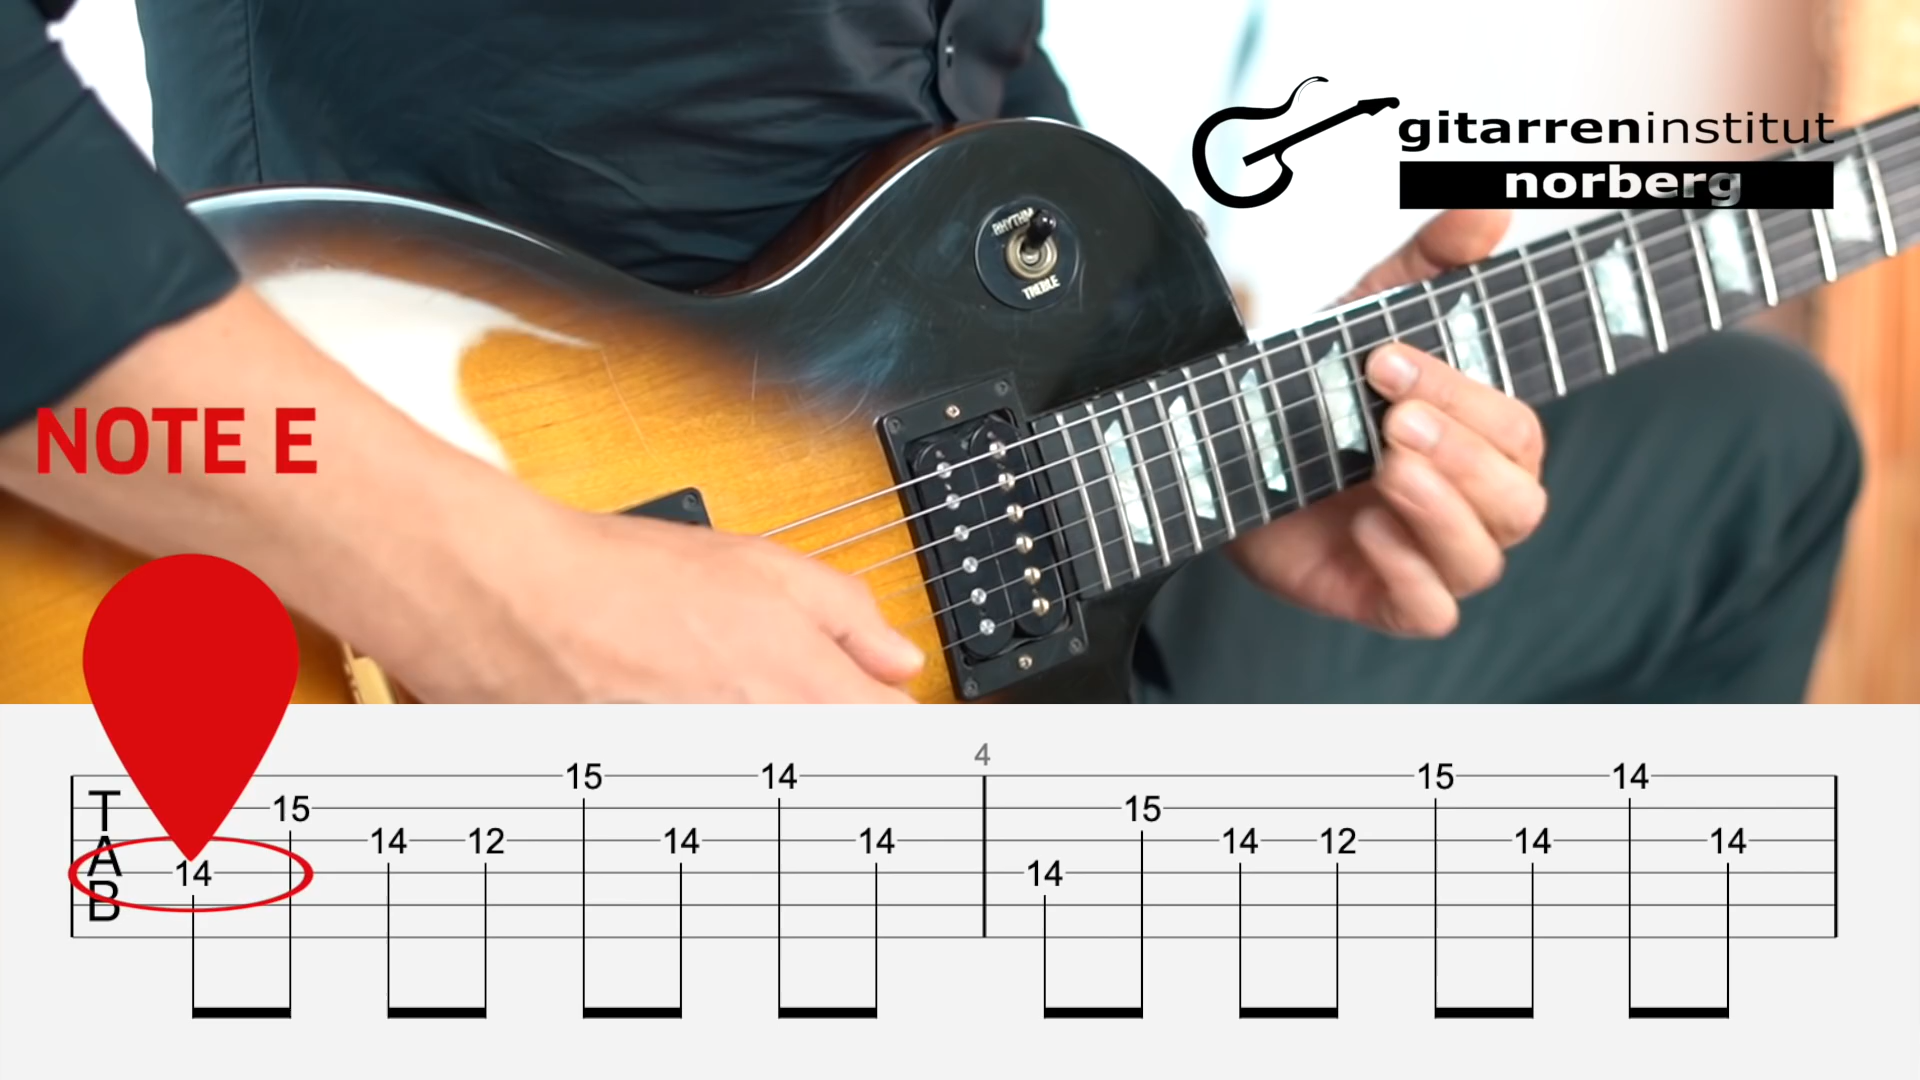 gitarreninstitut
norberg
RHYTHM
TREBLE
NOTE E
4
15 14 15 14
T 15 15
A 14 12 14 14 14 12 14 14
14 14
B